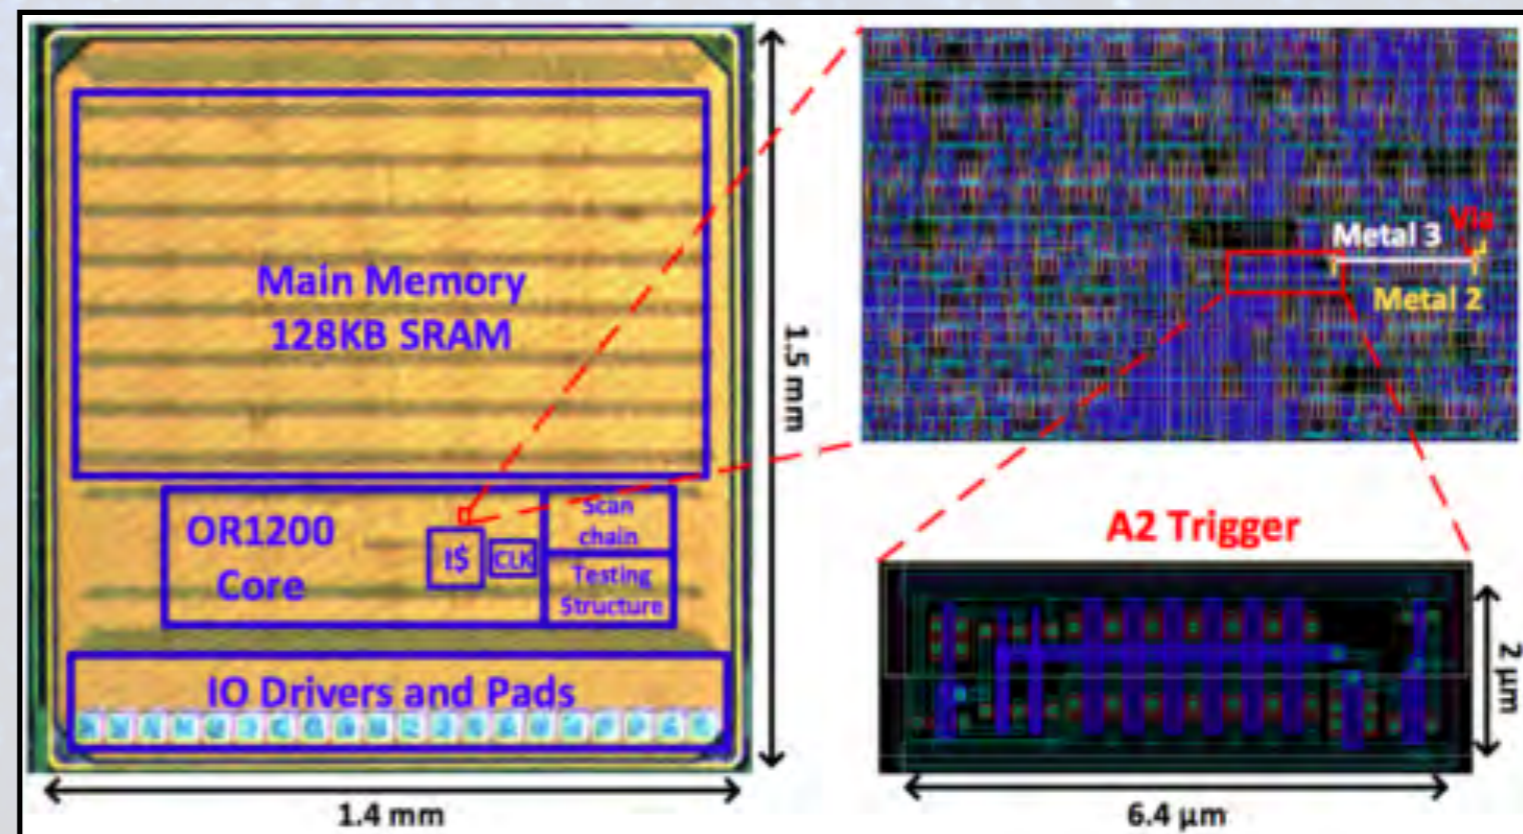 Main Memory
128KB SRAM
OR1200
Core
I$
CLK
Scan
chain
Testing
Structure
IO Drivers and Pads
1.5 mm
1.4 mm
Metal 3
Via
Metal 2
A2 Trigger
2 µm
6.4 µm